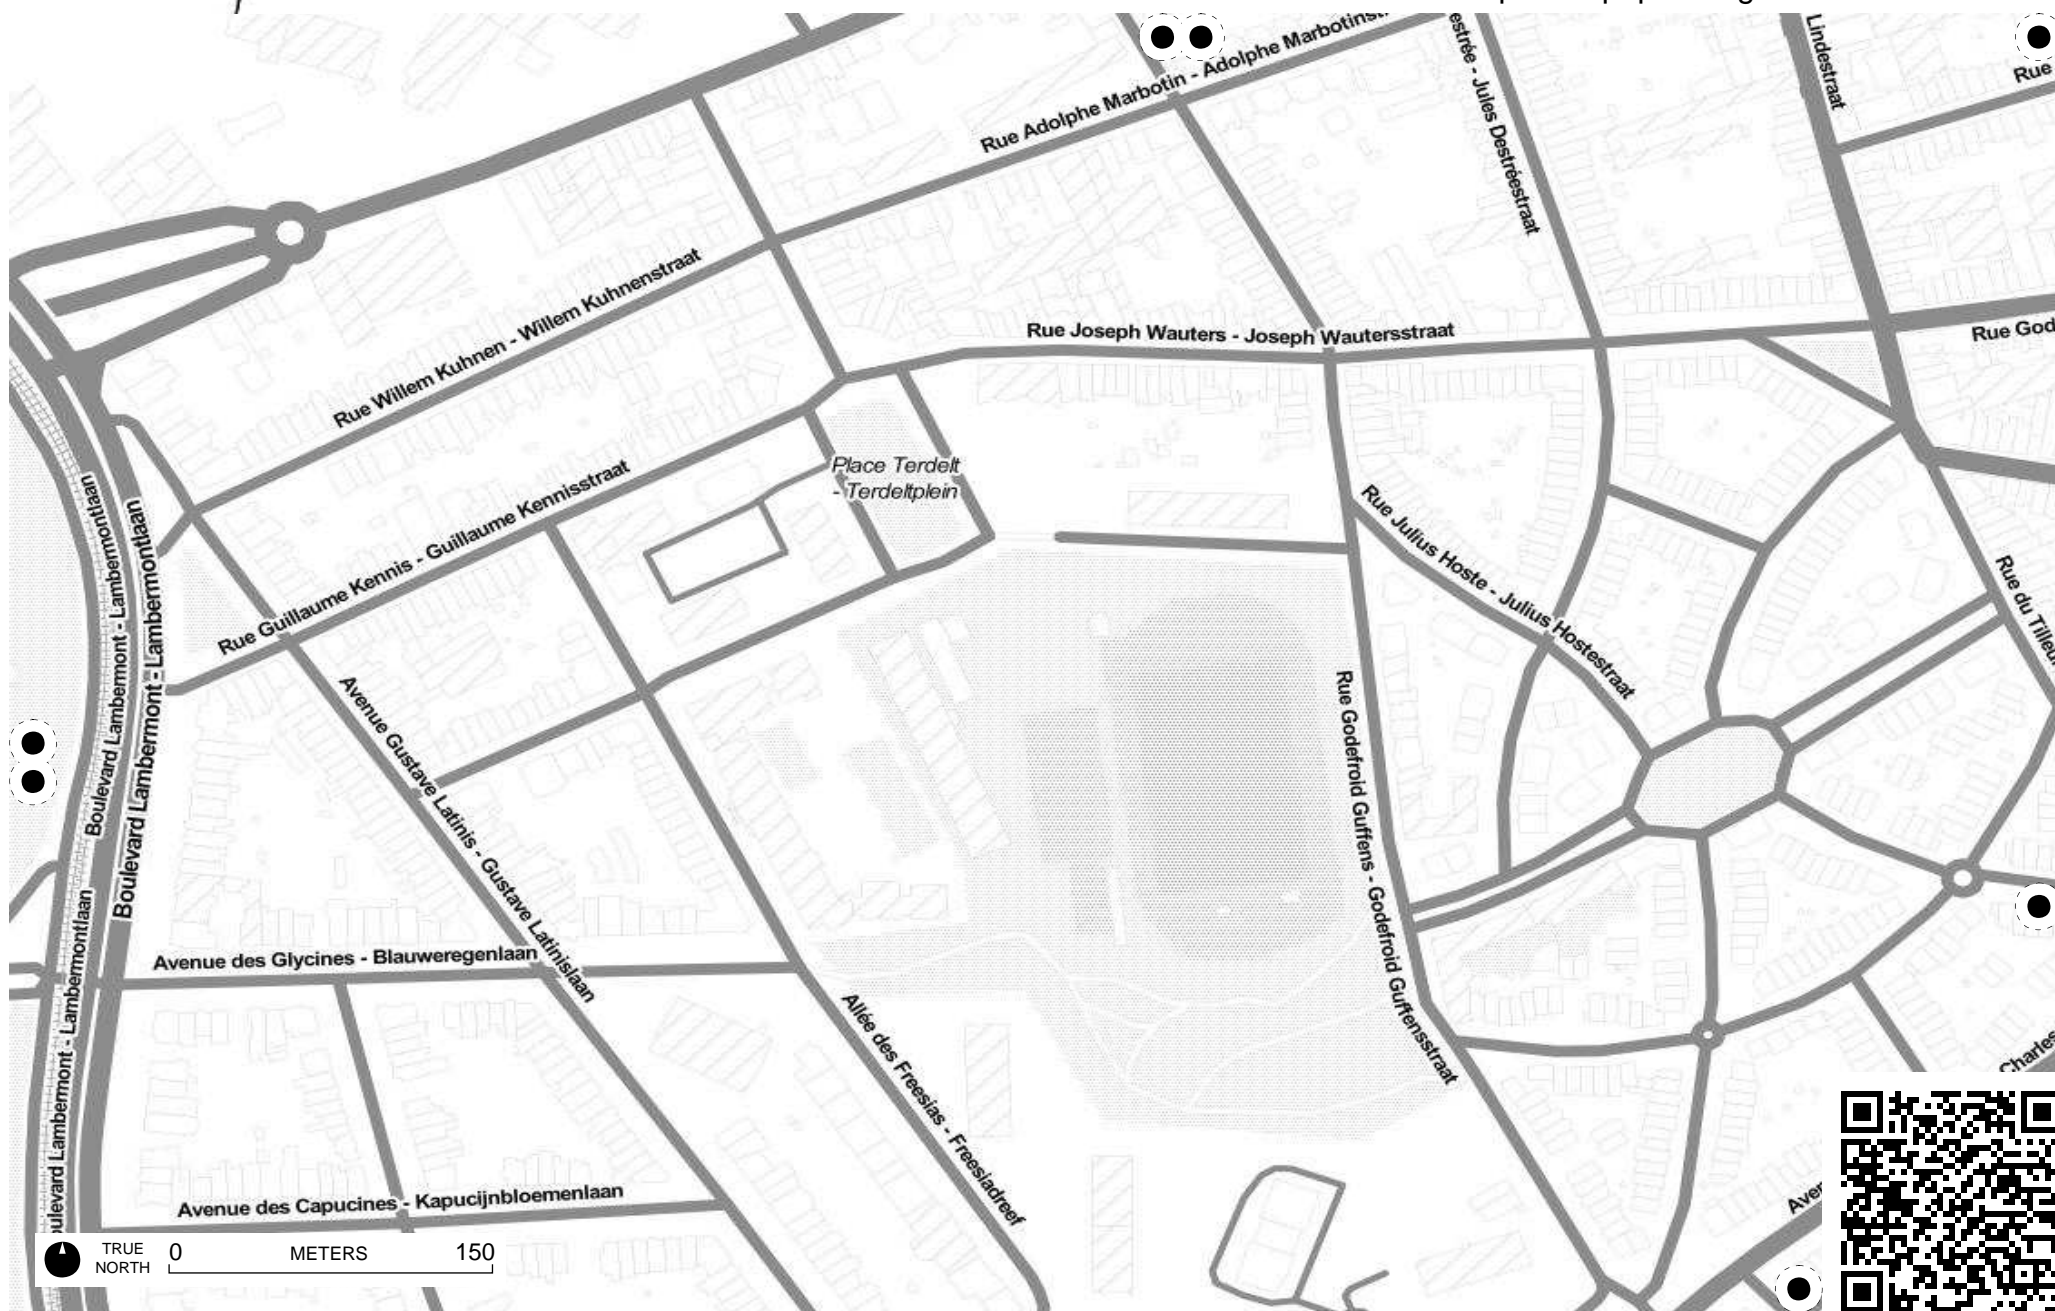 Rue Adolphe Marbotin - Adolphe Marbotinst
estrée - Jules Destréestraat
Lindestraat
Rue
Rue Willem Kuhnen - Willem Kuhnenstraat
Rue Joseph Wauters - Joseph Wautersstraat
Rue God
Place Terdelt
- Terdeltplein
Rue Guillaume Kennis - Guillaume Kennisstraat
Rue Julius Hoste - Julius Hostestraat
Rue du Tilleu
Boulevard Lambermont - Lambermontlaan
Boulevard Lambermont - Lambermontlaan
Avenue Gustave Latinis - Gustave Latinislaan
Rue Godefroid Guffens - Godefroid Guffensstraat
Avenue des Glycines - Blauweregenlaan
Allée des Freesias - Freesiadreef
oulevard Lambermont - Lambermontlaan
Charles
Avenue des Capucines - Kapucijnbloemenlaan
Aven
TRUE
NORTH
0 METERS 150